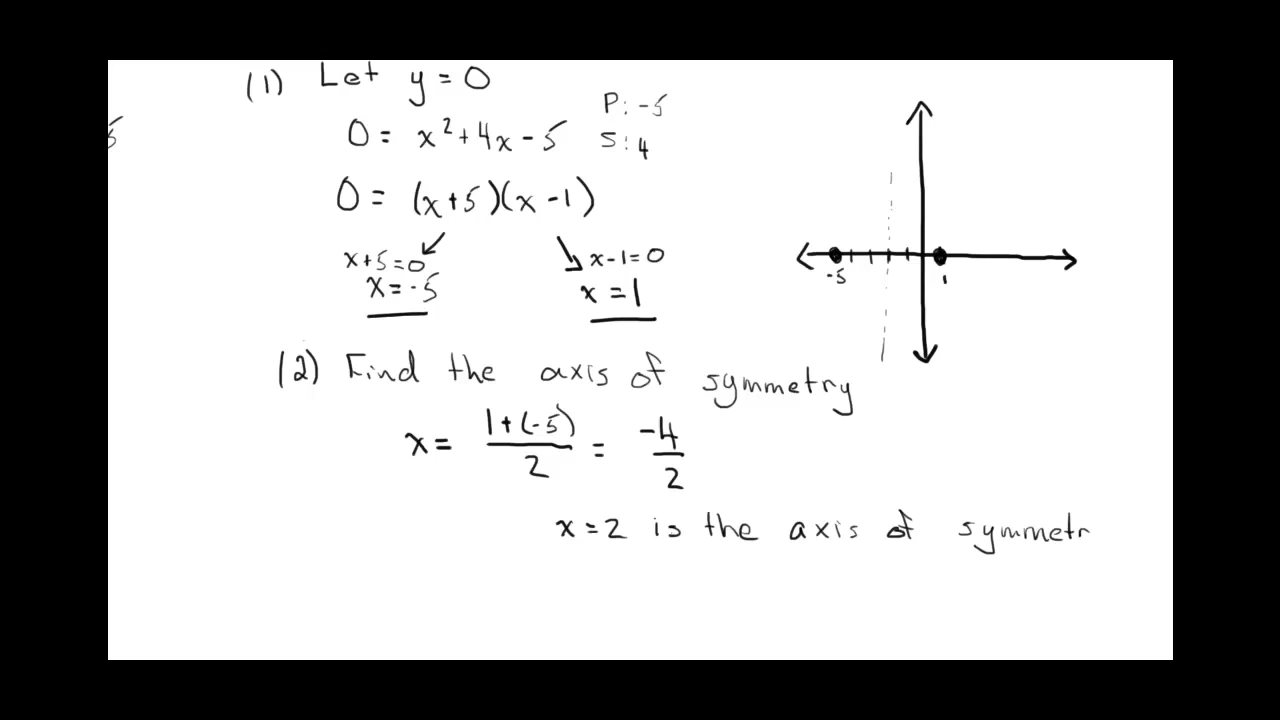 (1) Let y = 0
P: -5
0 = x² + 4x - 5
S: 4
0 = (x + 5)(x - 1)
x + 5 = 0
x - 1 = 0
x = -5
x = 1
-5
1
(2) Find the axis of symmetry
x = (1 + (-5))/2 = -4/2
x = 2 is the axis of symmetr